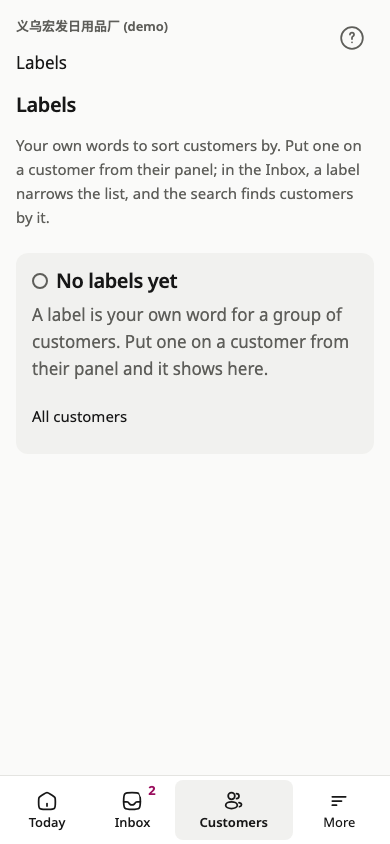 义乌宏发日用品厂 (demo)
Labels
Labels
Your own words to sort customers by. Put one on
a customer from their panel; in the Inbox, a label
narrows the list, and the search finds customers
by it.
No labels yet
A label is your own word for a group of
customers. Put one on a customer from
their panel and it shows here.
All customers
2
Today
Inbox
Customers
More